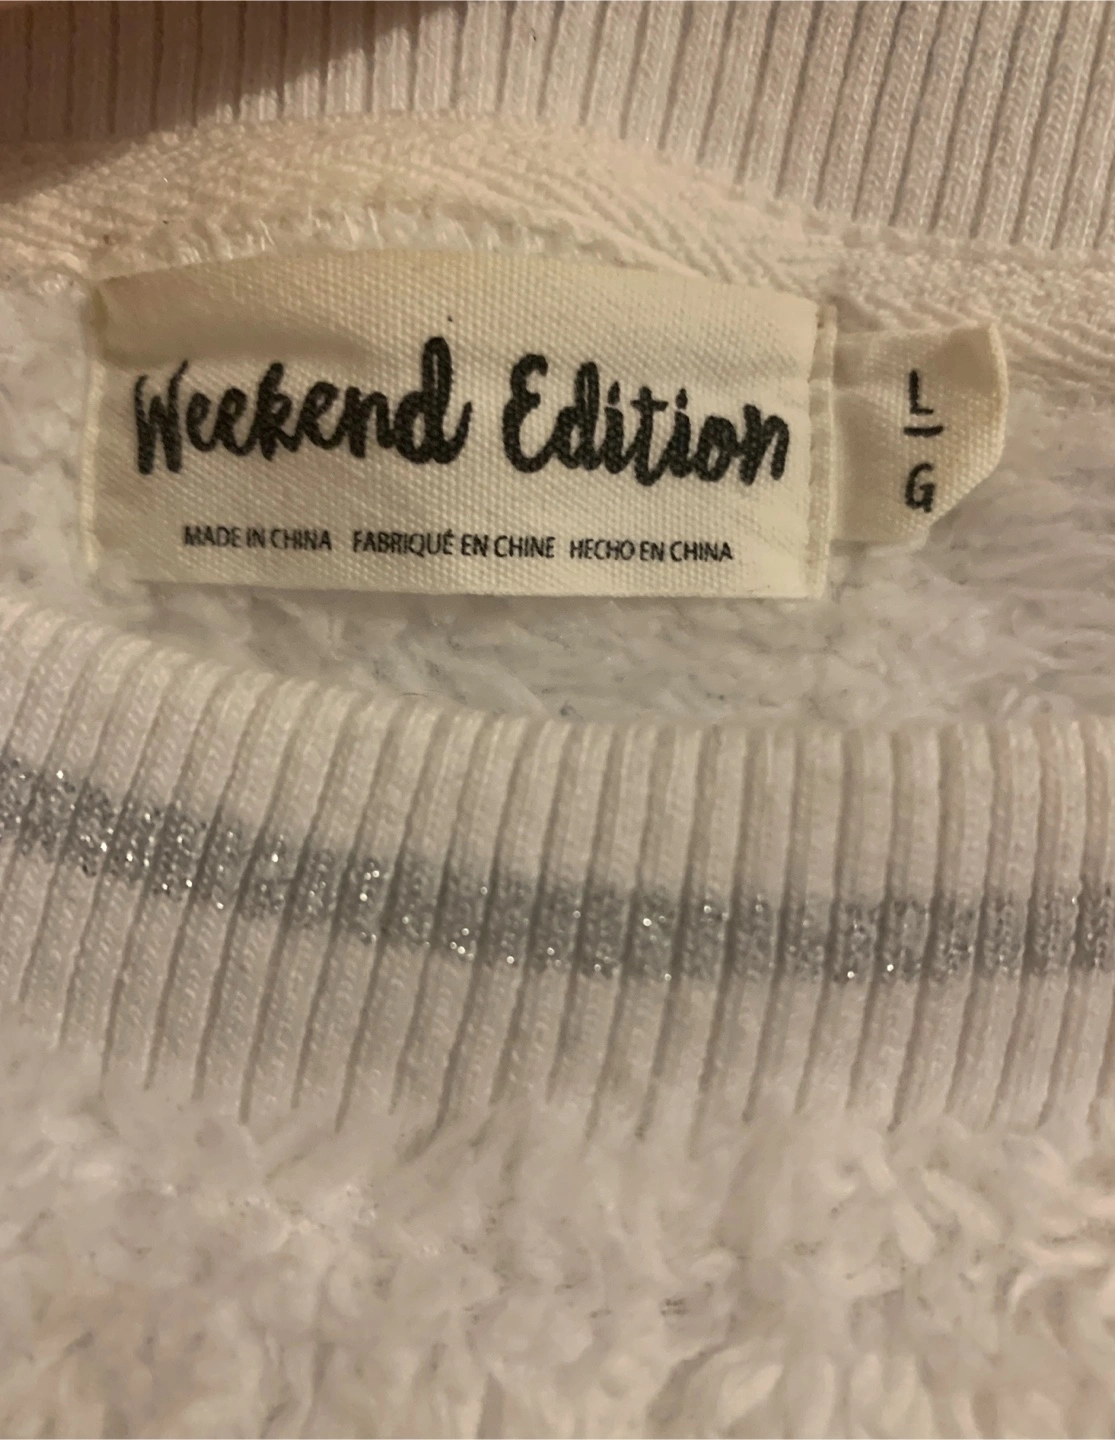 Weekend Edition
MADE IN CHINA FABRIQUÉ EN CHINE HECHO EN CHINA
L
G